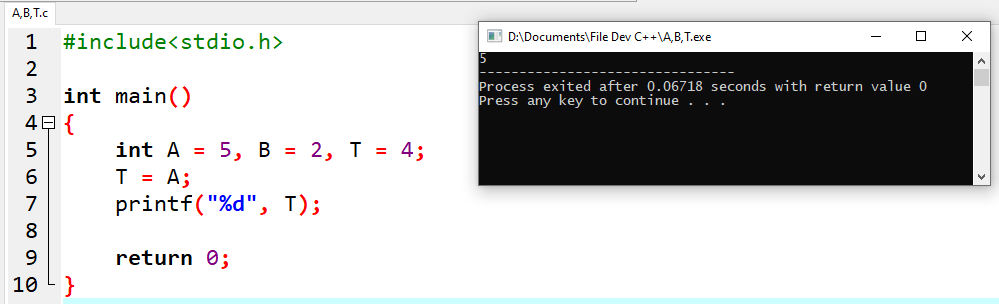 A,B,T.c
1 #include<stdio.h>
2
3 int main()
4 {
5 int A = 5, B = 2, T = 4;
6 T = A;
7 printf("%d", T);
8
9 return 0;
10 }
D:\Documents\File Dev C++\A,B,T.exe
5
--------------------------------
Process exited after 0.06718 seconds with return value 0
Press any key to continue . . .